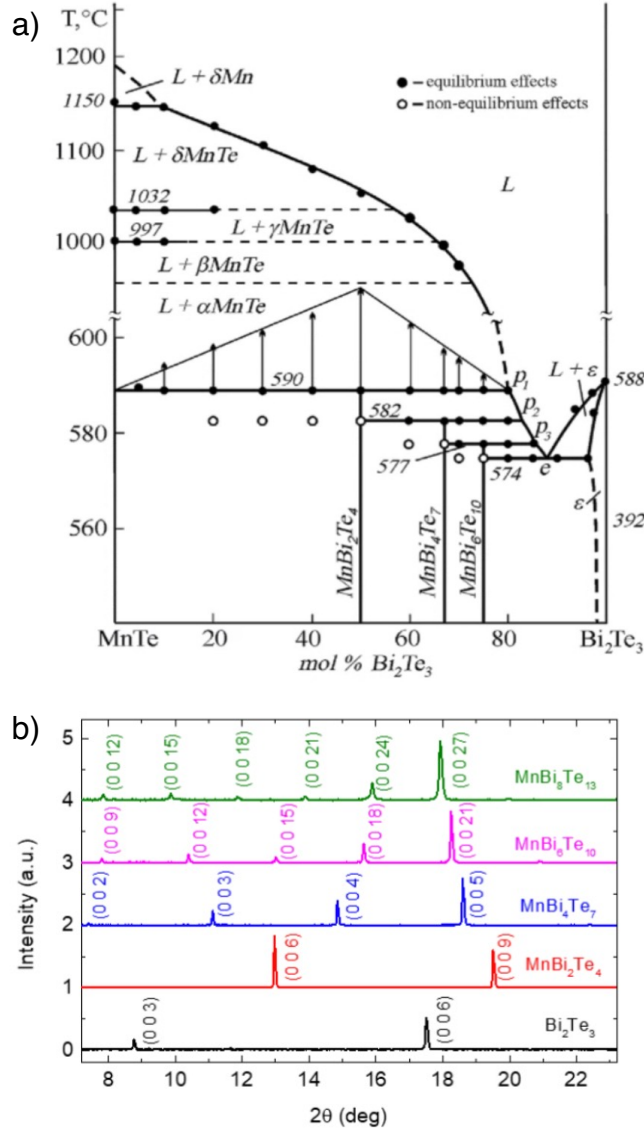 a)
T,°C
1200
L + δMn
1150
● – equilibrium effects
○ – non-equilibrium effects
L + δMnTe
1100
L
1032
L + γMnTe
997
1000
L + βMnTe
L + αMnTe
600
590
p₁
L + ε
588
582
p₂
580
p₃
577
574
e
ε
560
392
MnBi₂Te₄
MnBi₄Te₇
MnBi₆Te₁₀
MnTe
20
40
60
80
Bi₂Te₃
mol % Bi₂Te₃
b)
5
(0 0 12)
(0 0 15)
(0 0 18)
(0 0 21)
(0 0 24)
(0 0 27)
MnBi₈Te₁₃
4
(0 0 9)
(0 0 12)
(0 0 15)
(0 0 18)
(0 0 21)
MnBi₆Te₁₀
3
(0 0 2)
(0 0 3)
(0 0 4)
(0 0 5)
MnBi₄Te₇
2
(0 0 6)
(0 0 9)
MnBi₂Te₄
1
(0 0 3)
(0 0 6)
Bi₂Te₃
0
Intensity (a.u.)
8 10 12 14 16 18 20 22
2θ (deg)